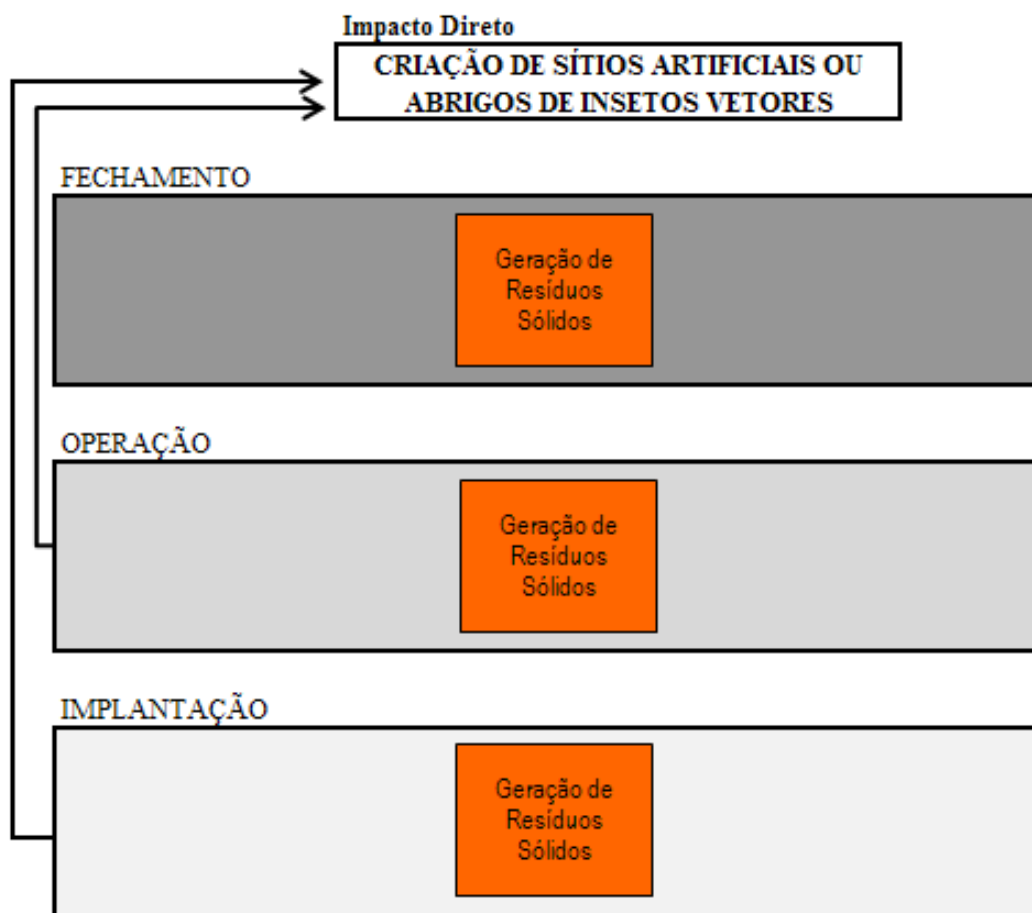 Impacto Direto
CRIAÇÃO DE SÍTIOS ARTIFICIAIS OU
ABRIGOS DE INSETOS VETORES
FECHAMENTO
Geração de
Resíduos
Sólidos
OPERAÇÃO
Geração de
Resíduos
Sólidos
IMPLANTAÇÃO
Geração de
Resíduos
Sólidos